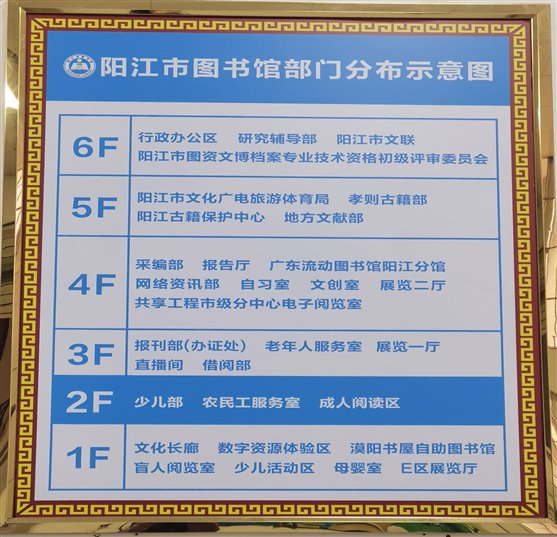 阳江市图书馆部门分布示意图
6F
行政办公区 研究辅导部 阳江市文联
阳江市图资文博档案专业技术资格初级评审委员会
5F
阳江市文化广电旅游体育局 孝则古籍部
阳江古籍保护中心 地方文献部
4F
采编部 报告厅 广东流动图书馆阳江分馆
网络资讯部 自习室 文创室 展览二厅
共享工程市级分中心电子阅览室
3F
报刊部(办证处) 老年人服务室 展览一厅
直播间 借阅部
2F
少儿部 农民工服务室 成人阅读区
1F
文化长廊 数字资源体验区 漠阳书屋自助图书馆
盲人阅览室 少儿活动区 母婴室 E区展览厅